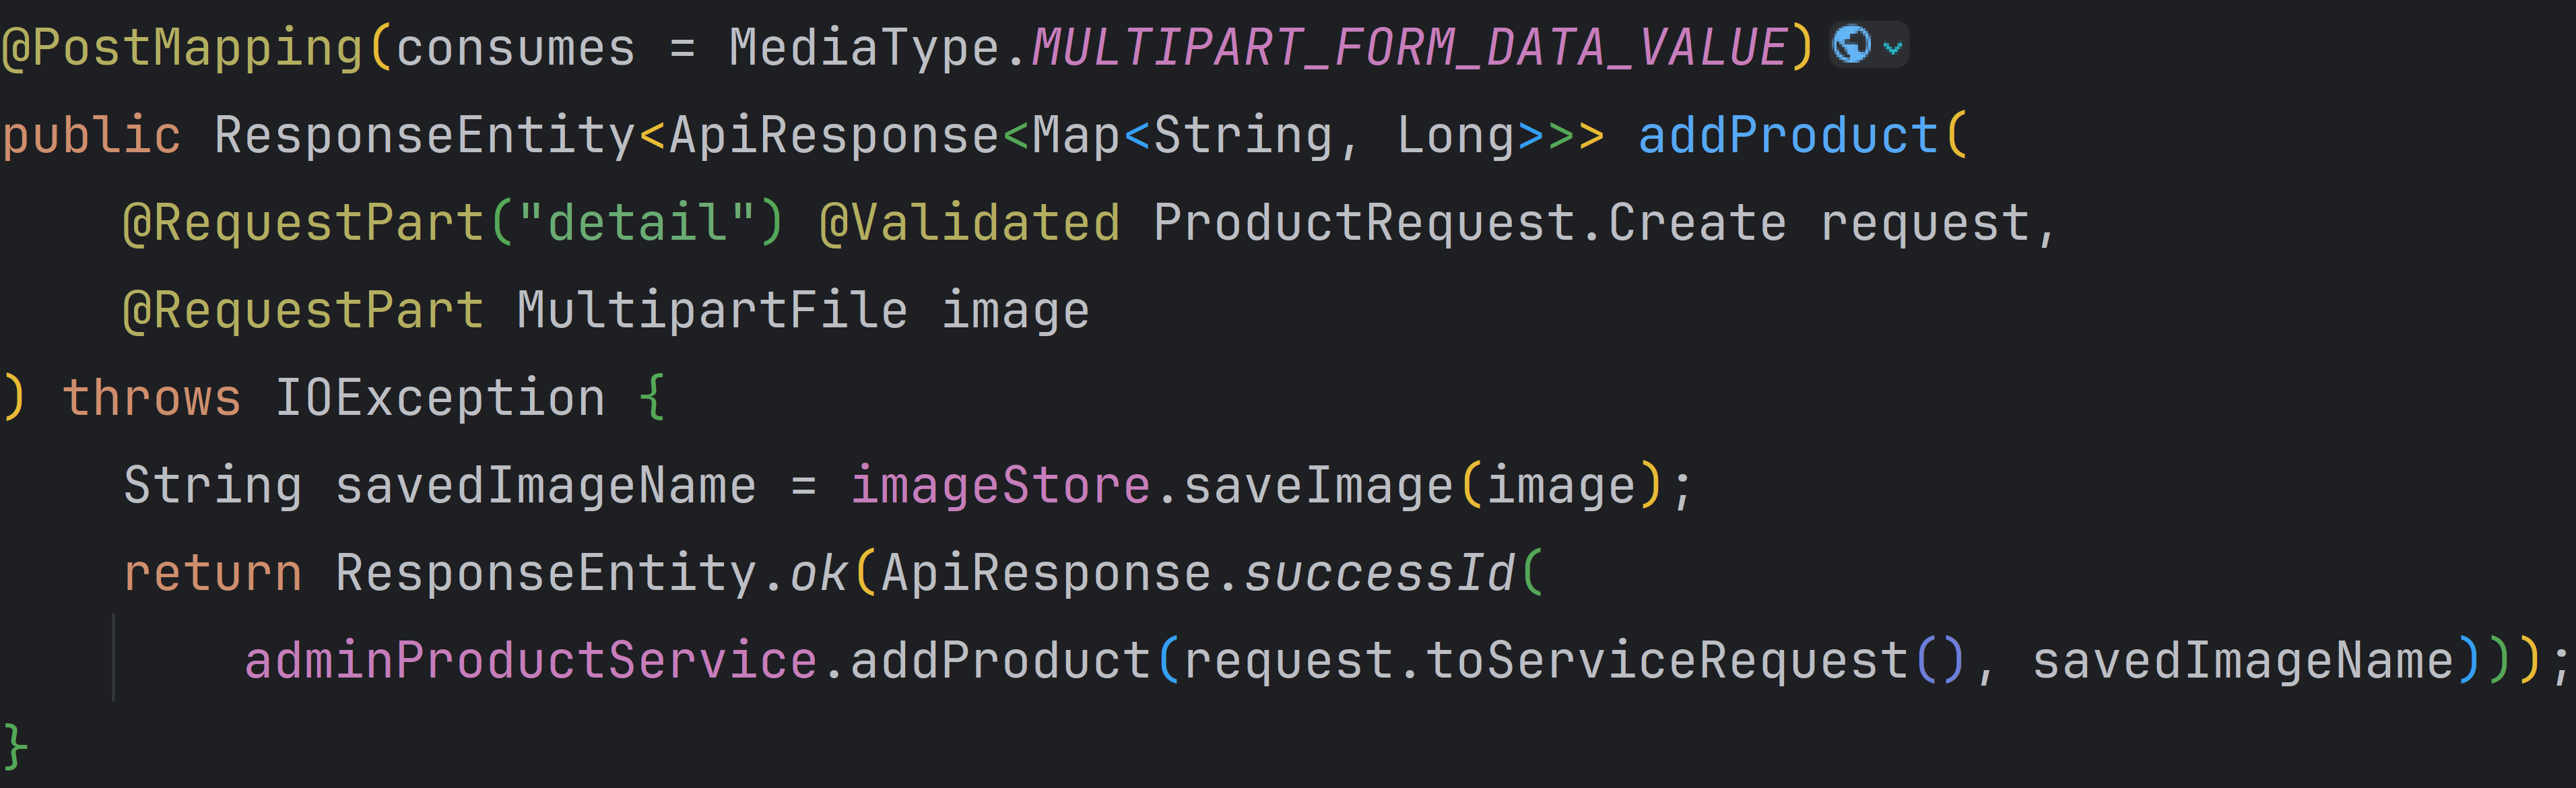 @PostMapping(consumes = MediaType.MULTIPART_FORM_DATA_VALUE)
public ResponseEntity<ApiResponse<Map<String, Long>>> addProduct(
    @RequestPart("detail") @Validated ProductRequest.Create request,
    @RequestPart MultipartFile image
) throws IOException {
    String savedImageName = imageStore.saveImage(image);
    return ResponseEntity.ok(ApiResponse.successId(
        adminProductService.addProduct(request.toServiceRequest(), savedImageName)));
}